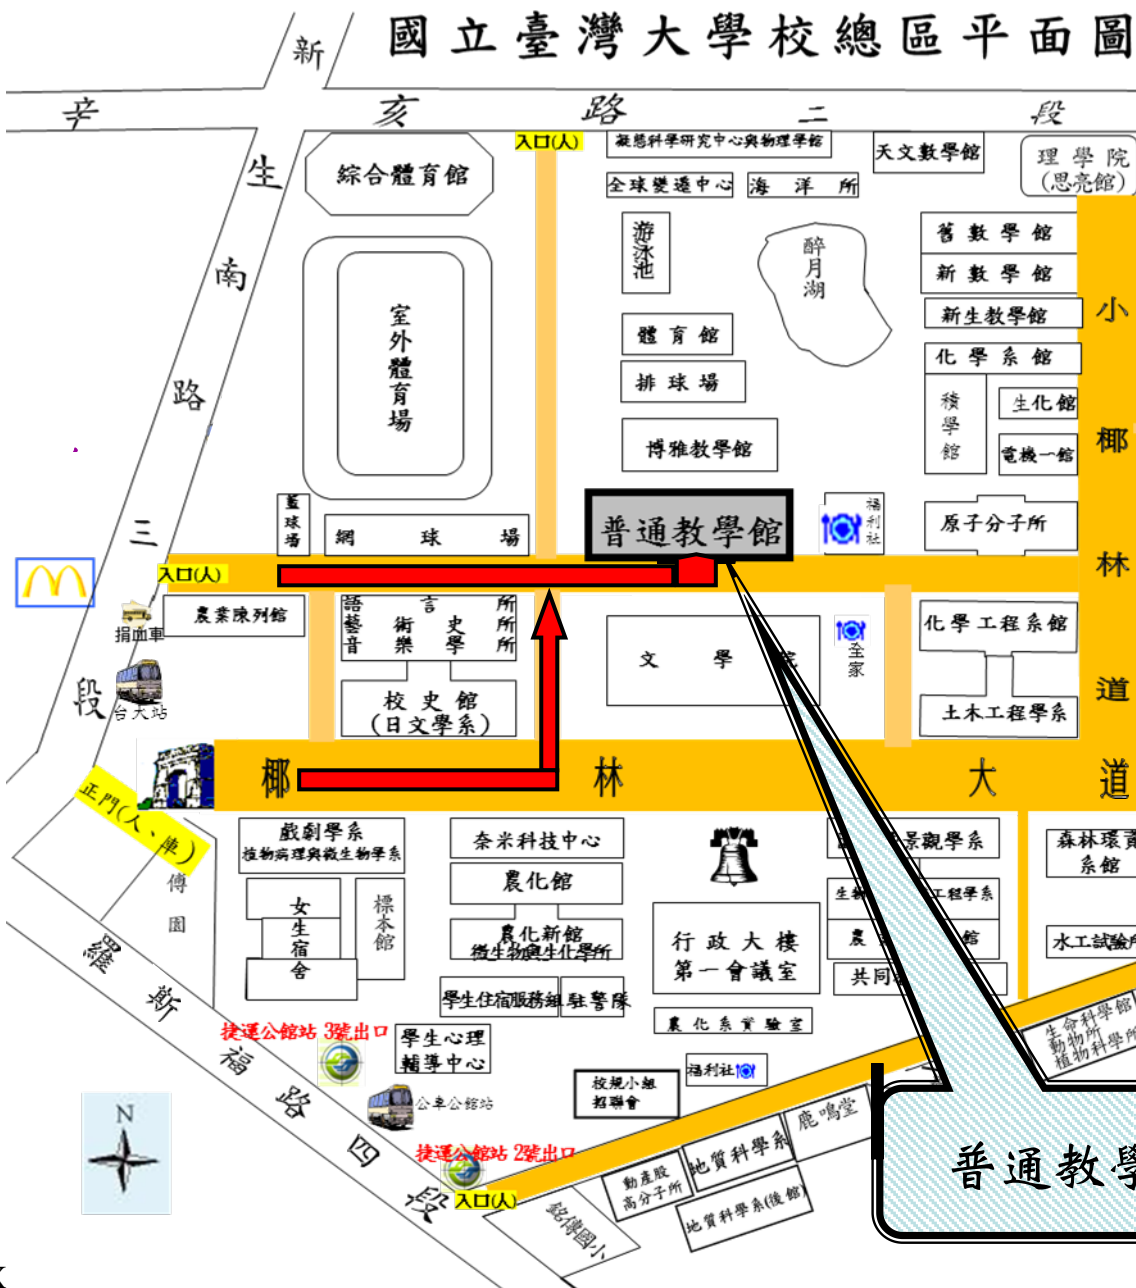 國立臺灣大學校總區平面圖
新
辛亥路二段
生
南
路
三
段
入口(人)
綜合體育館
凝態科學研究中心與物理學館
天文數學館
理學院
(思亮館)
全球變遷中心
海洋所
游泳池
醉月湖
舊數學館
新數學館
新生教學館
化學系館
小椰林道
室外體育場
體育館
排球場
積學館
生化館
電機一館
博雅教學館
籃球場
網球場
普通教學館
福利社
原子分子所
入口(人)
農業陳列館
語言所
藝術史所
音樂學所
文學院
全家
化學工程系館
捐血車
台大站
校史館
(日文學系)
土木工程學系
椰林大道
正門(人、車)
傅園
戲劇學系
植物病理與微生物學系
奈米科技中心
景觀學系
森林環資
系館
農化館
女生宿舍
標本館
生物
工程學系
農化新館
微生物與生化學所
行政大樓
第一會議室
農
館
水工試驗所
共同
學生住宿服務組
駐警隊
農化系實驗室
羅斯福路四段
捷運公館站 3號出口
學生心理
輔導中心
福利社
校規小組
招聯會
公車公館站
生命科學館
動物所
植物科學所
鹿鳴堂
捷運公館站 2號出口
入口(人)
地質科學系
動產股
高分子所
地質科學系(後館)
銘傳國小
N
普通教學